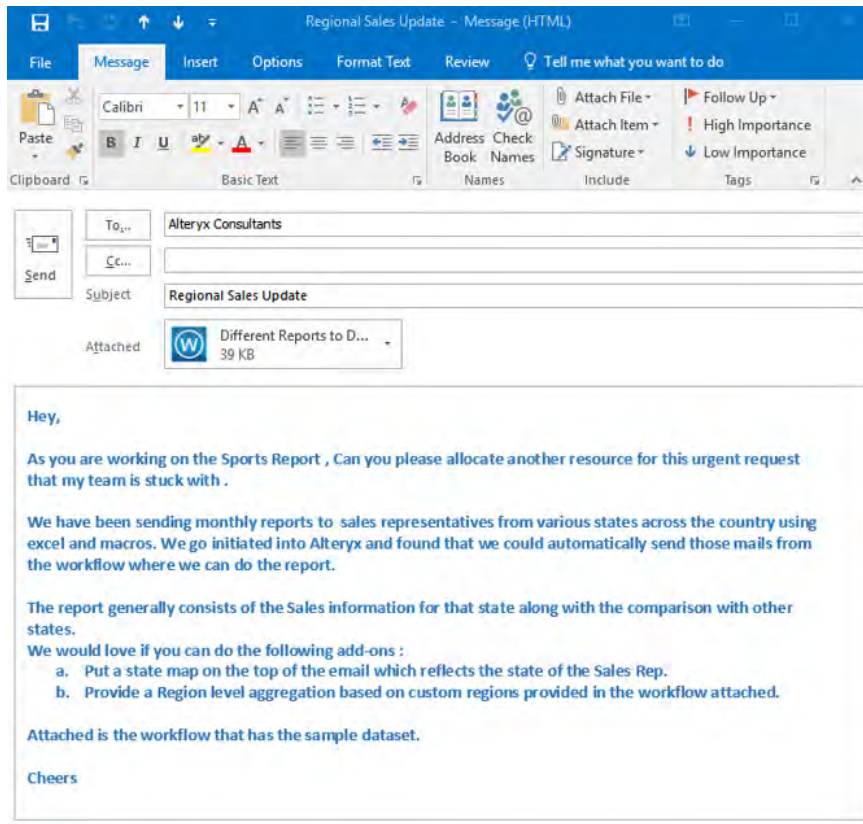 Regional Sales Update - Message (HTML)
File Message Insert Options Format Text Review Tell me what you want to do
Paste
Clipboard
Calibri 11 A A
B I U ab A
Basic Text
Address Book
Check Names
Names
Attach File
Attach Item
Signature
Include
Follow Up
High Importance
Low Importance
Tags
Send
To... Alteryx Consultants
Cc...
Subject Regional Sales Update
Attached Different Reports to D...
39 KB
Hey,
As you are working on the Sports Report , Can you please allocate another resource for this urgent request
that my team is stuck with .
We have been sending monthly reports to sales representatives from various states across the country using
excel and macros. We go initiated into Alteryx and found that we could automatically send those mails from
the workflow where we can do the report.
The report generally consists of the Sales information for that state along with the comparison with other
states.
We would love if you can do the following add-ons :
a. Put a state map on the top of the email which reflects the state of the Sales Rep.
b. Provide a Region level aggregation based on custom regions provided in the workflow attached.
Attached is the workflow that has the sample dataset.
Cheers